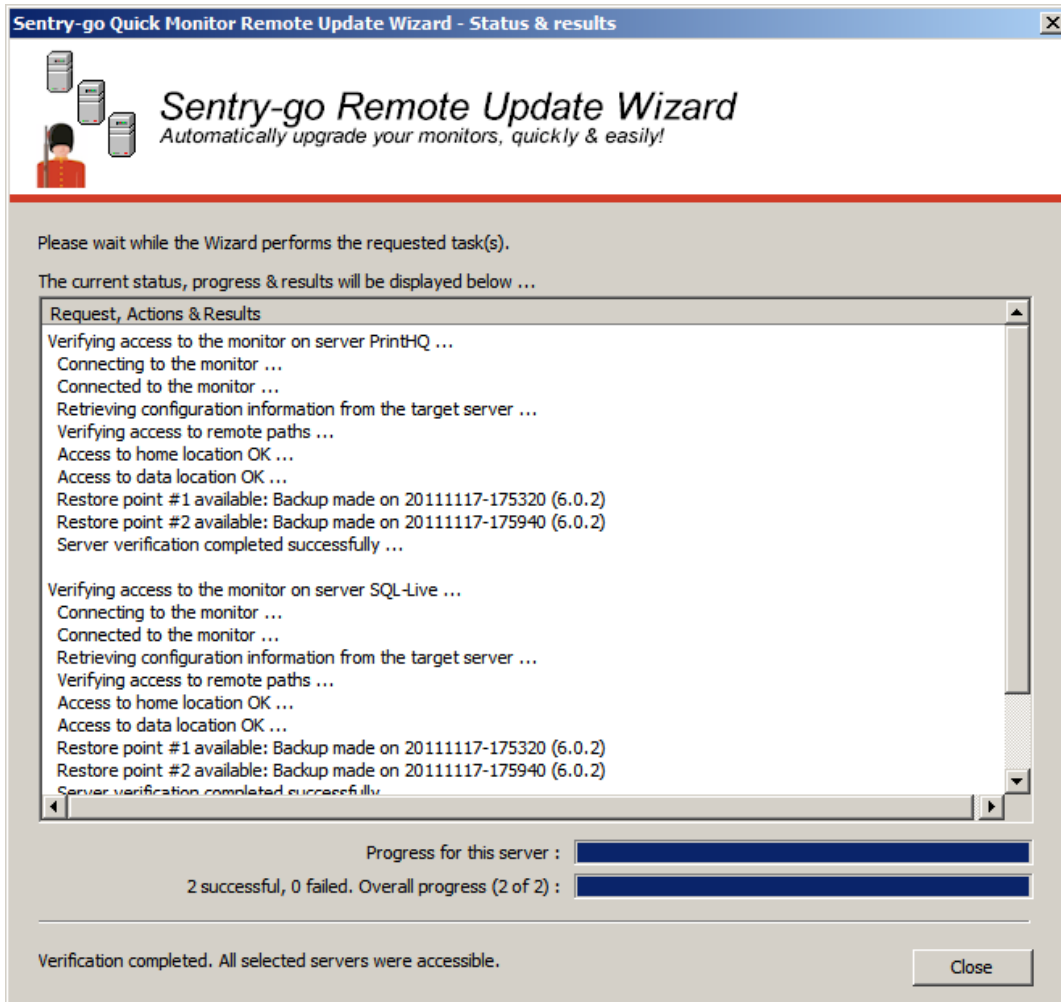 Sentry-go Quick Monitor Remote Update Wizard - Status & results
Sentry-go Remote Update Wizard
Automatically upgrade your monitors, quickly & easily!
Please wait while the Wizard performs the requested task(s).
The current status, progress & results will be displayed below ...
Request, Actions & Results
Verifying access to the monitor on server PrintHQ ...
Connecting to the monitor ...
Connected to the monitor ...
Retrieving configuration information from the target server ...
Verifying access to remote paths ...
Access to home location OK ...
Access to data location OK ...
Restore point #1 available: Backup made on 20111117-175320 (6.0.2)
Restore point #2 available: Backup made on 20111117-175940 (6.0.2)
Server verification completed successfully ...
Verifying access to the monitor on server SQL-Live ...
Connecting to the monitor ...
Connected to the monitor ...
Retrieving configuration information from the target server ...
Verifying access to remote paths ...
Access to home location OK ...
Access to data location OK ...
Restore point #1 available: Backup made on 20111117-175320 (6.0.2)
Restore point #2 available: Backup made on 20111117-175940 (6.0.2)
Server verification completed successfully
Progress for this server :
2 successful, 0 failed. Overall progress (2 of 2) :
Verification completed. All selected servers were accessible.
Close